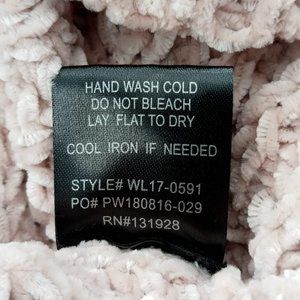 HAND WASH COLD
DO NOT BLEACH
LAY FLAT TO DRY
COOL IRON IF NEEDED
STYLE# WL17-0591
PO# PW180816-029
RN#131928